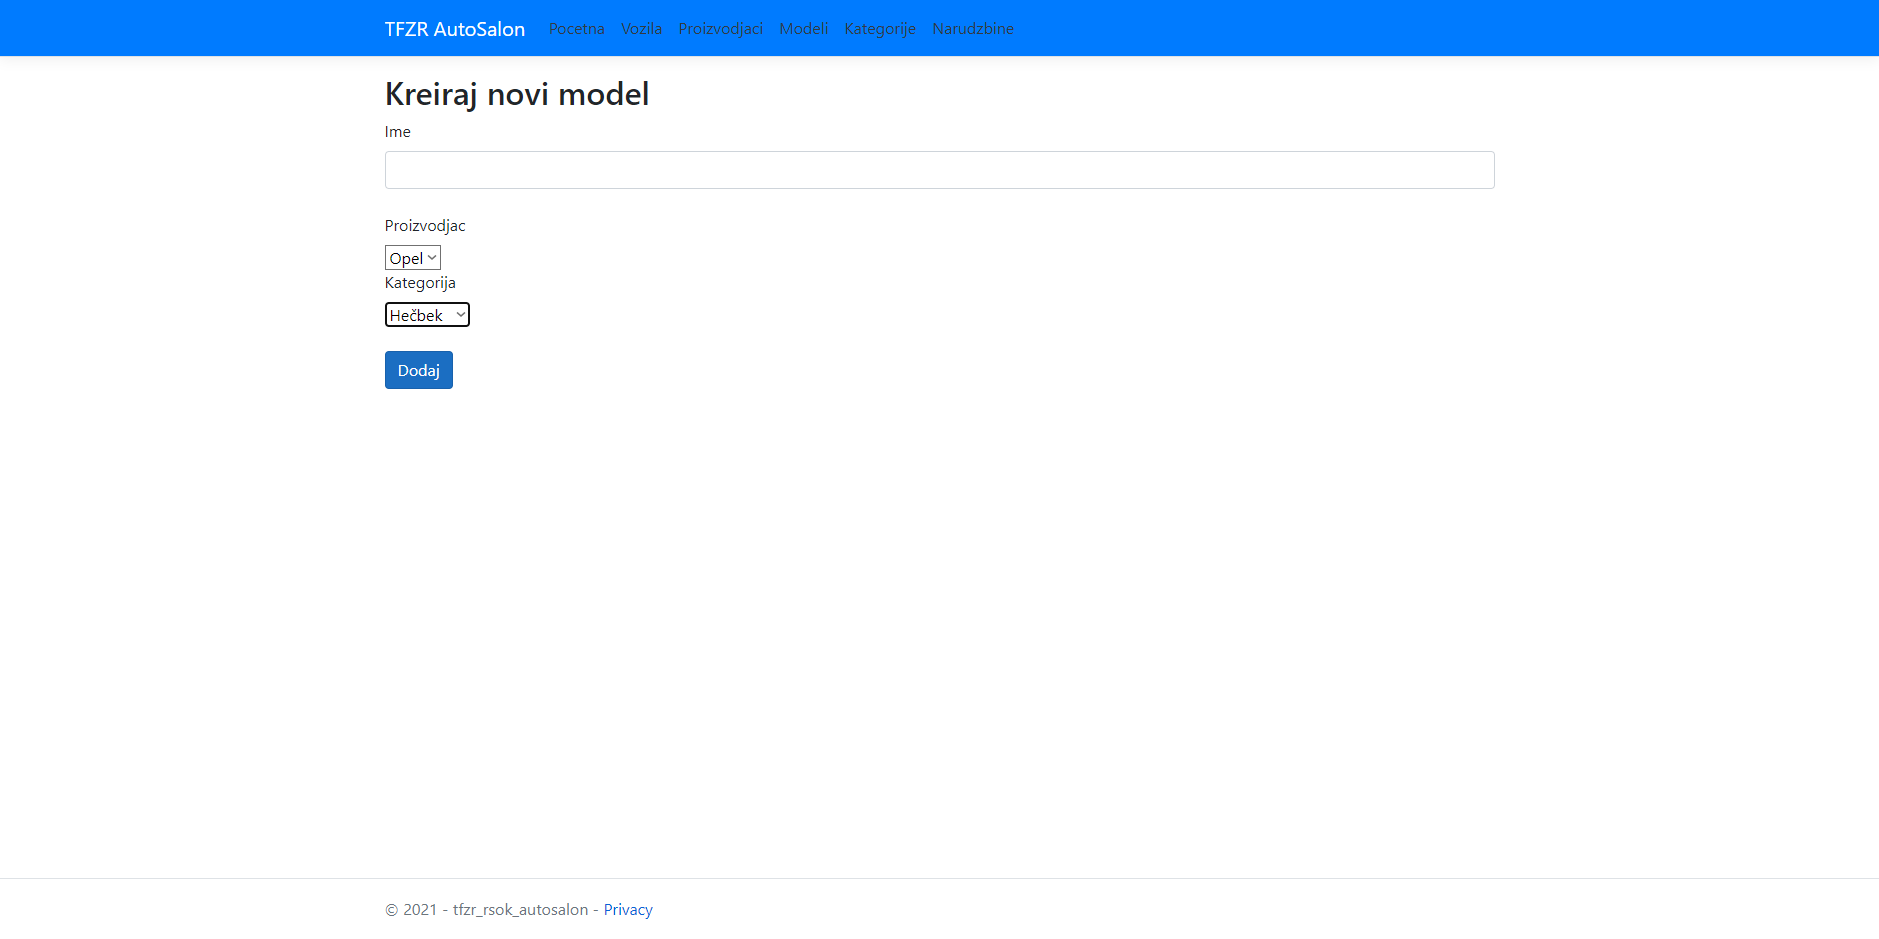 TFZR AutoSalon Pocetna Vozila Proizvodjaci Modeli Kategorije Narudzbine
Kreiraj novi model
Ime
Proizvodjac
Opel
Kategorija
Hečbek
Dodaj
© 2021 - tfzr_rsok_autosalon - Privacy